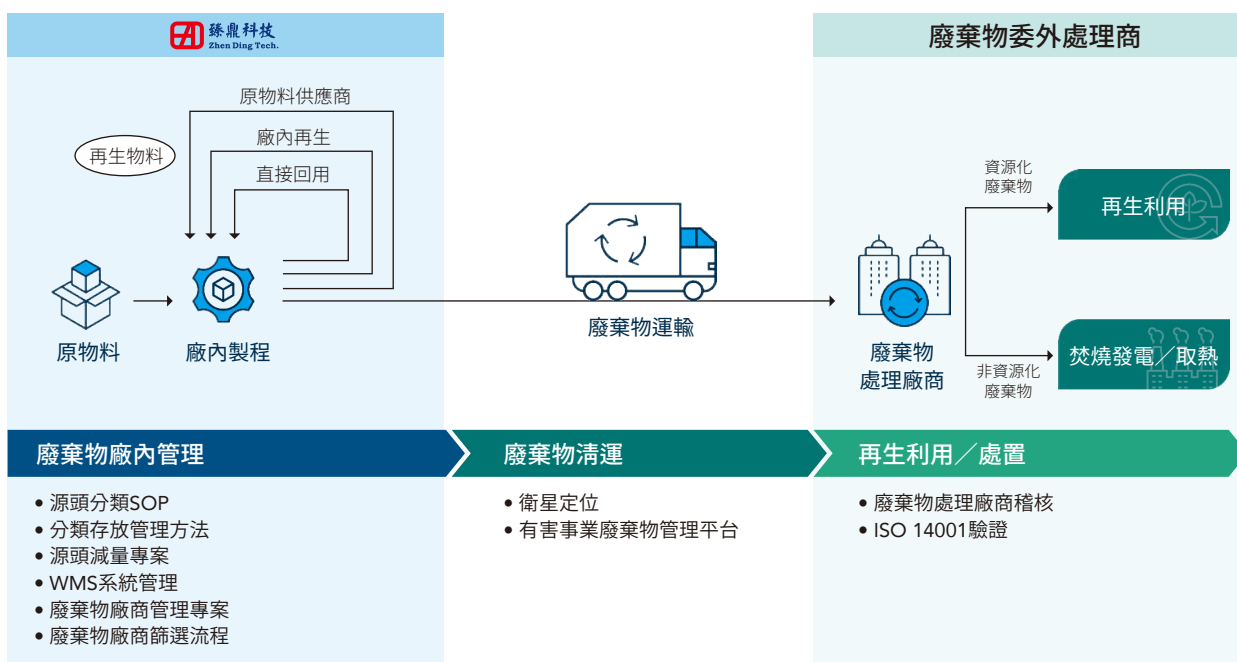 臻鼎科技
Zhen Ding Tech.
廢棄物委外處理商
原物料供應商
廠內再生
直接回用
再生物料
原物料
廠內製程
廢棄物運輸
廢棄物
處理廠商
資源化
廢棄物
再生利用
非資源化
廢棄物
焚燒發電／取熱
廢棄物廠內管理
• 源頭分類SOP
• 分類存放管理方法
• 源頭減量專案
• WMS系統管理
• 廢棄物廠商管理專案
• 廢棄物廠商篩選流程
廢棄物清運
• 衛星定位
• 有害事業廢棄物管理平台
再生利用／處置
• 廢棄物處理廠商稽核
• ISO 14001驗證